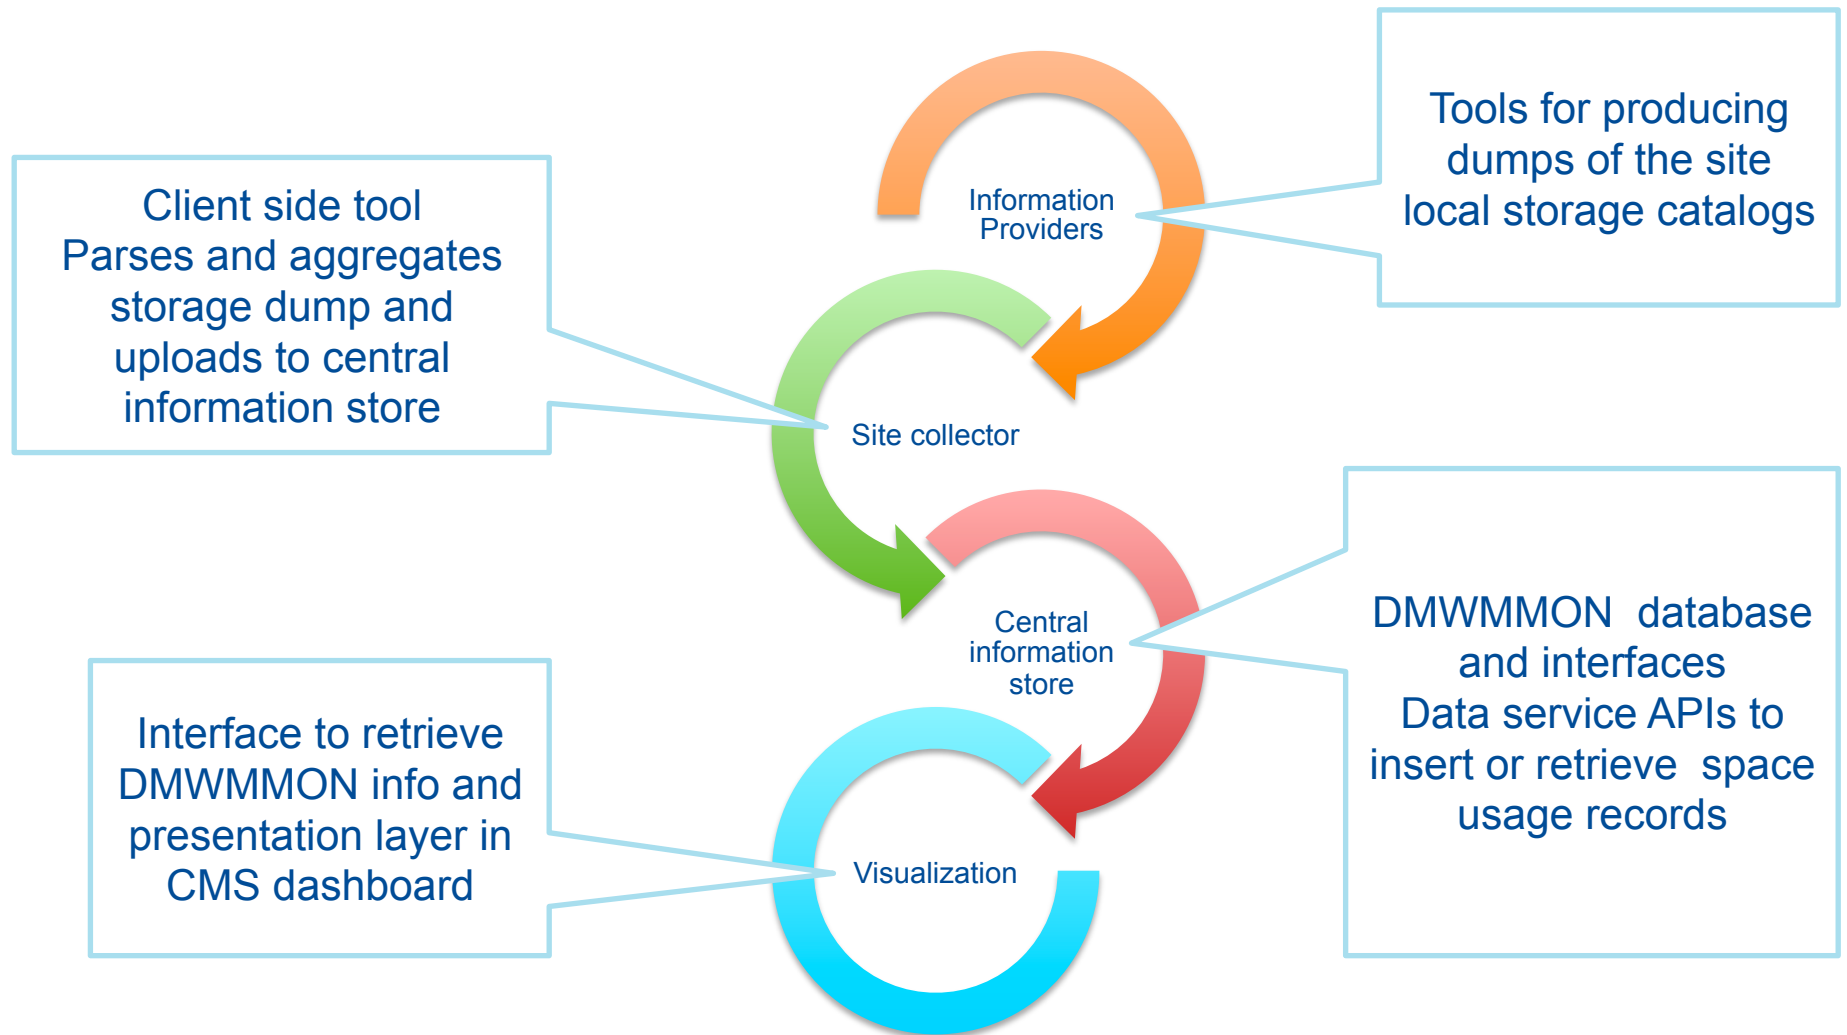 Information
Providers
Tools for producing
dumps of the site
local storage catalogs
Client side tool
Parses and aggregates
storage dump and
uploads to central
information store
Site collector
Central
information
store
DMWMMON  database
and interfaces
Data service APIs to
insert or retrieve  space
usage records
Interface to retrieve
DMWMMON info and
presentation layer in
CMS dashboard
Visualization